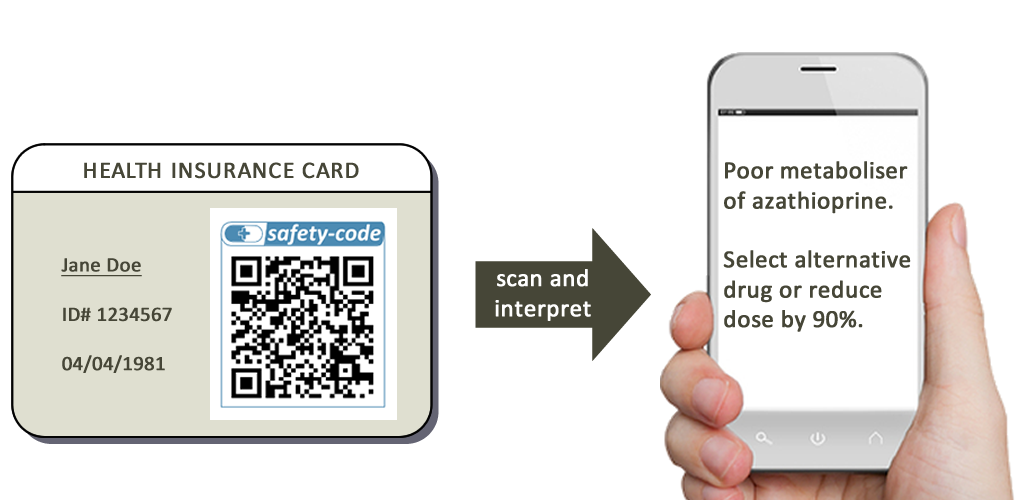 HEALTH INSURANCE CARD
safety-code
Jane Doe
ID# 1234567
04/04/1981
scan and
interpret
Poor metaboliser
of azathioprine.
Select alternative
drug or reduce
dose by 90%.